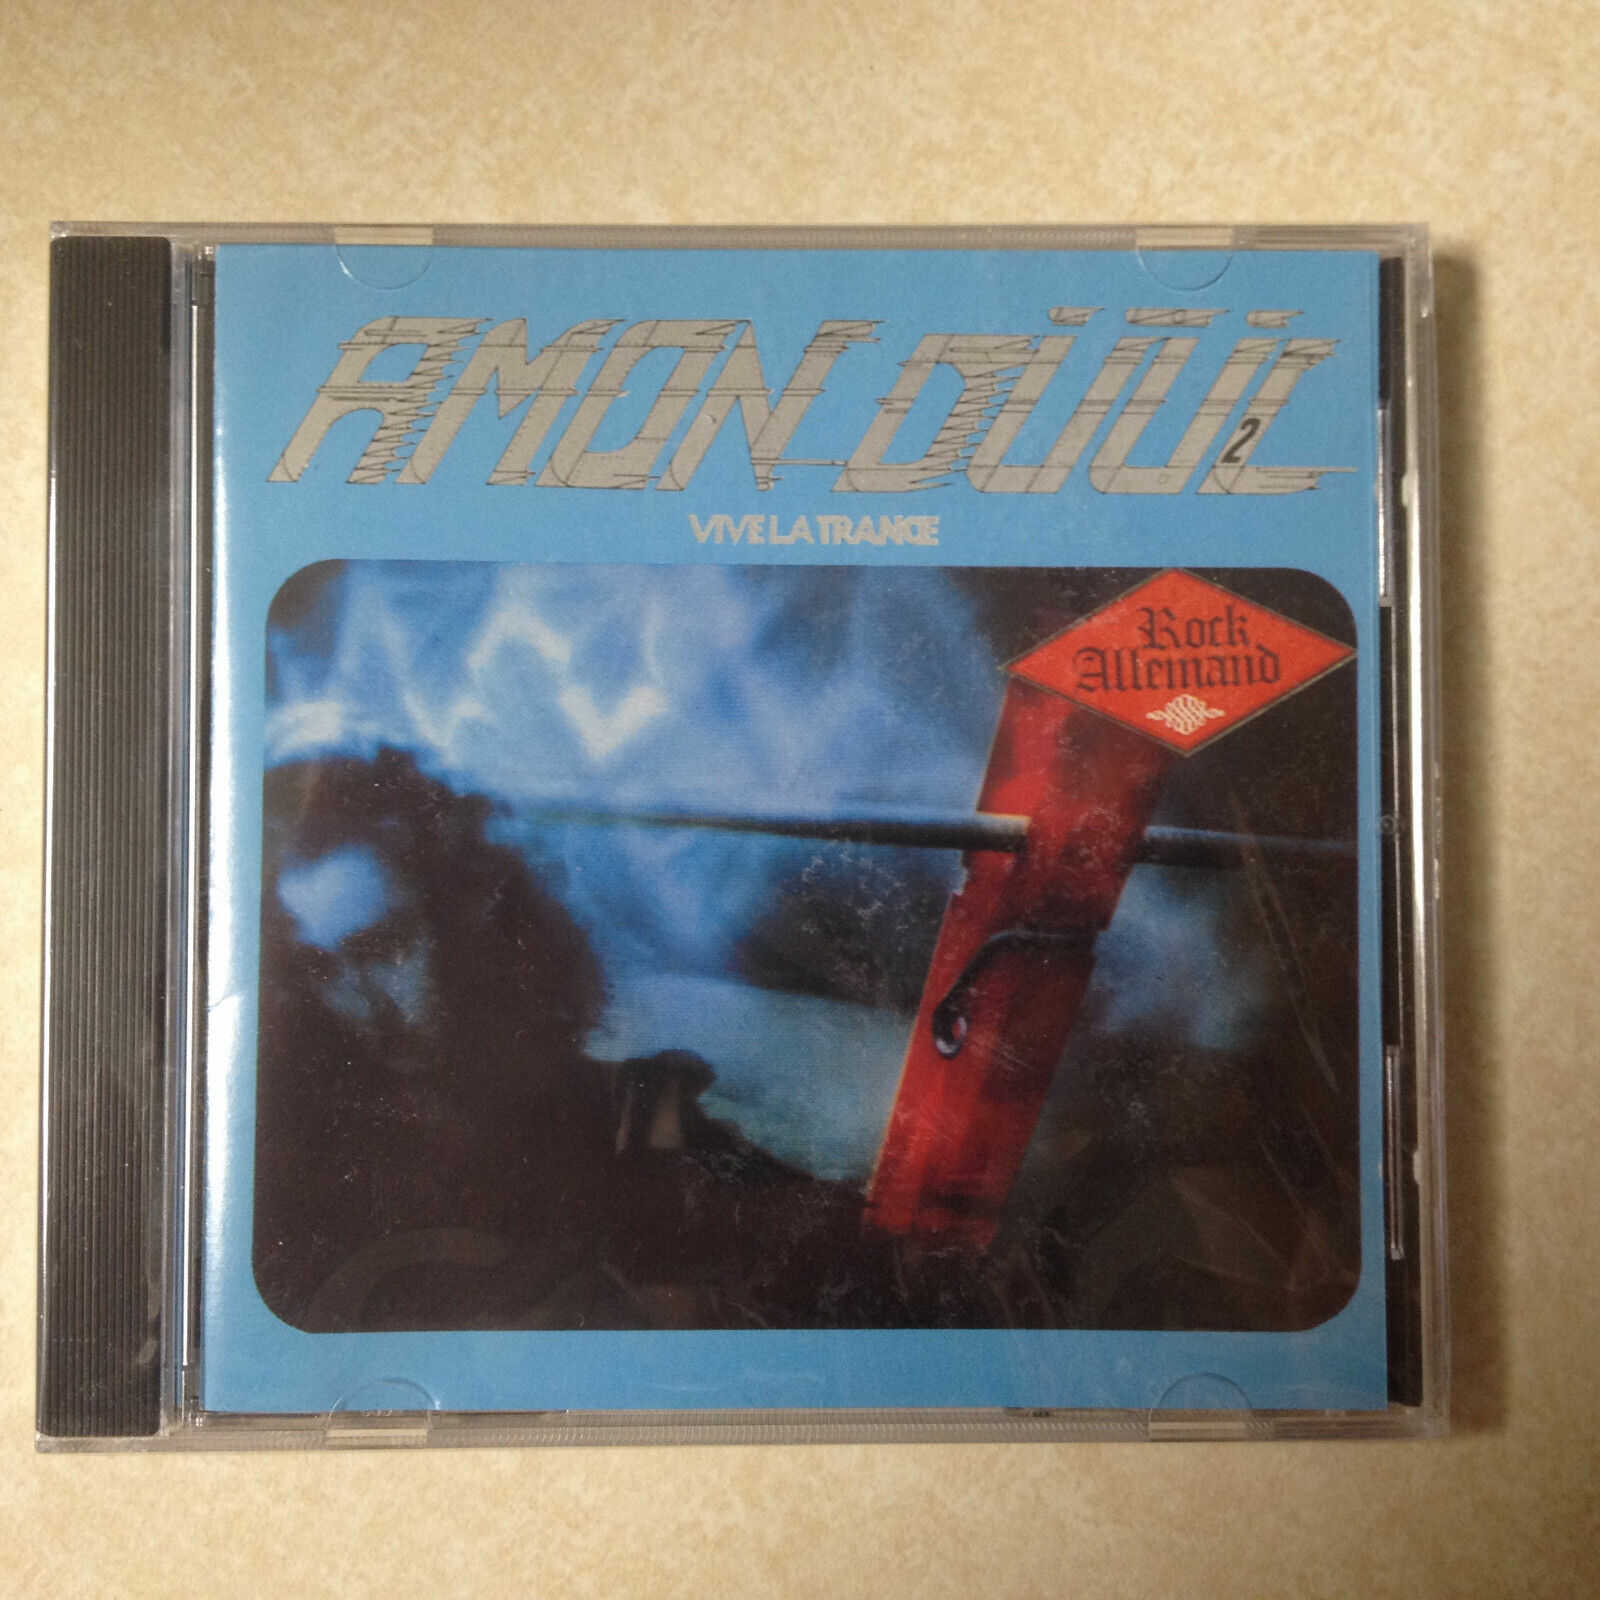 AMON DÜÜL
2
VIVE LA TRANCE
Rock
Allemand